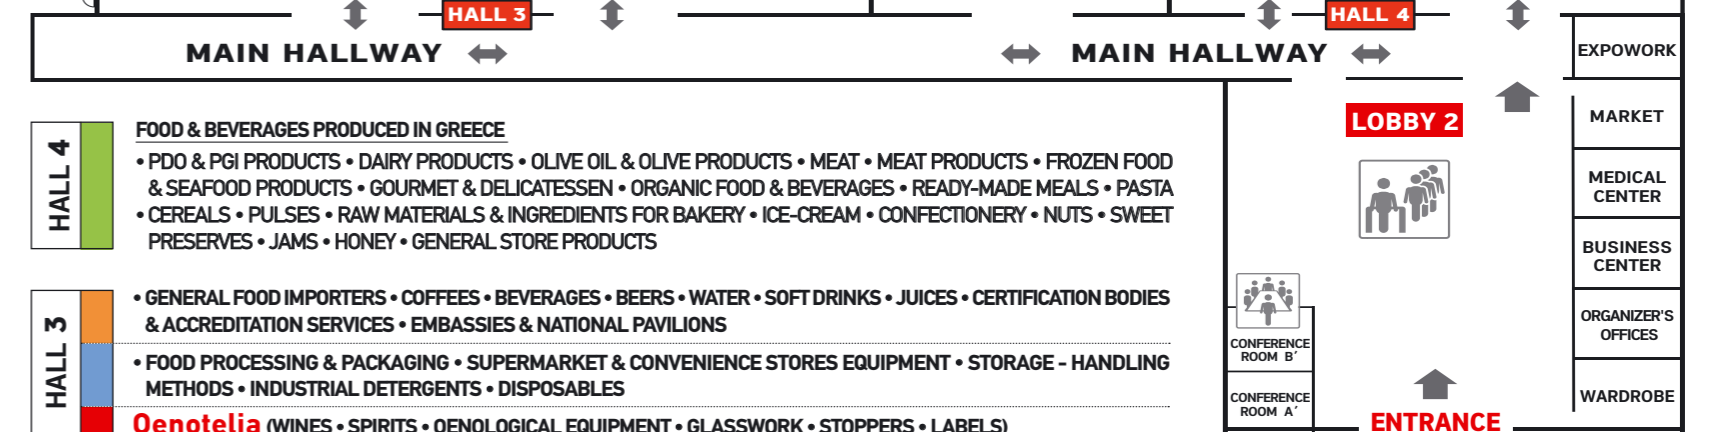 HALL 3
HALL 4
MAIN HALLWAY
MAIN HALLWAY
EXPOWORK
HALL 4
FOOD & BEVERAGES PRODUCED IN GREECE
• PDO & PGI PRODUCTS • DAIRY PRODUCTS • OLIVE OIL & OLIVE PRODUCTS • MEAT • MEAT PRODUCTS • FROZEN FOOD
& SEAFOOD PRODUCTS • GOURMET & DELICATESSEN • ORGANIC FOOD & BEVERAGES • READY-MADE MEALS • PASTA
• CEREALS • PULSES • RAW MATERIALS & INGREDIENTS FOR BAKERY • ICE-CREAM • CONFECTIONERY • NUTS • SWEET
PRESERVES • JAMS • HONEY • GENERAL STORE PRODUCTS
HALL 3
• GENERAL FOOD IMPORTERS • COFFEES • BEVERAGES • BEERS • WATER • SOFT DRINKS • JUICES • CERTIFICATION BODIES
& ACCREDITATION SERVICES • EMBASSIES & NATIONAL PAVILIONS
• FOOD PROCESSING & PACKAGING • SUPERMARKET & CONVENIENCE STORES EQUIPMENT • STORAGE - HANDLING
METHODS • INDUSTRIAL DETERGENTS • DISPOSABLES
Oenotelia (WINES • SPIRITS • OENOLOGICAL EQUIPMENT • GLASSWORK • STOPPERS • LABELS)
LOBBY 2
MARKET
MEDICAL
CENTER
BUSINESS
CENTER
ORGANIZER'S
OFFICES
WARDROBE
CONFERENCE
ROOM B΄
CONFERENCE
ROOM A΄
ENTRANCE